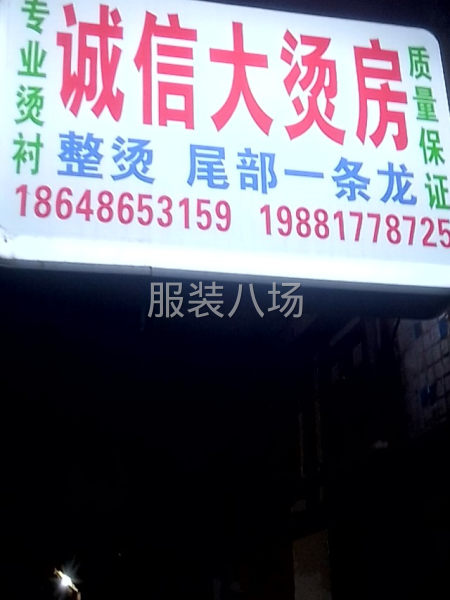 专业烫衬
诚信大烫房
质量保证
整烫 尾部一条龙
18648653159 19881778725
服装八场